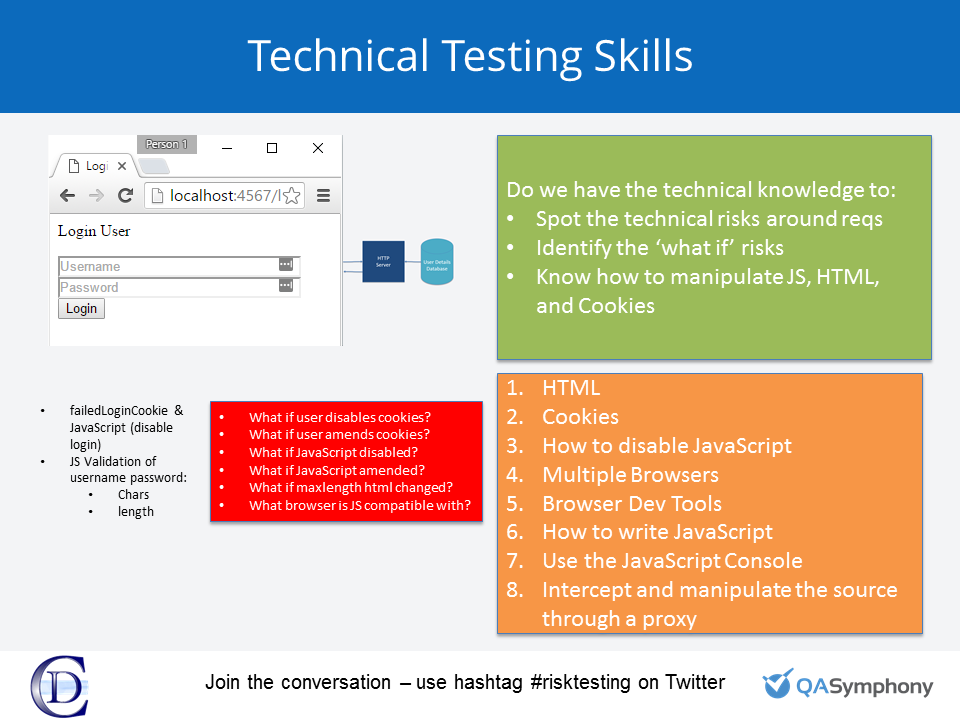 Technical Testing Skills
Person 1
Logi
localhost:4567/l
Login User
Username
Password
Login
HTTP
Server
User Details
Database
Do we have the technical knowledge to:
• Spot the technical risks around reqs
• Identify the ‘what if’ risks
• Know how to manipulate JS, HTML,
and Cookies
• failedLoginCookie &
JavaScript (disable
login)
• JS Validation of
username password:
• Chars
• length
• What if user disables cookies?
• What if user amends cookies?
• What if JavaScript disabled?
• What if JavaScript amended?
• What if maxlength html changed?
• What browser is JS compatible with?
1. HTML
2. Cookies
3. How to disable JavaScript
4. Multiple Browsers
5. Browser Dev Tools
6. How to write JavaScript
7. Use the JavaScript Console
8. Intercept and manipulate the source
through a proxy
CD
Join the conversation – use hashtag #risktesting on Twitter
QASymphony